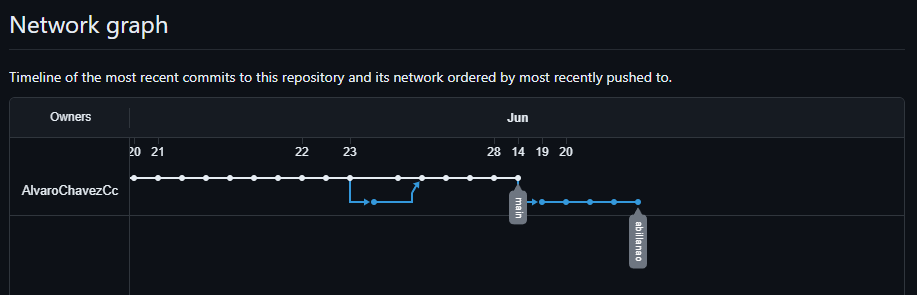 Network graph
Timeline of the most recent commits to this repository and its network ordered by most recently pushed to.
Owners
Jun
20 21 22 23 28 14 19 20
AlvaroChavezCc
main
abillanao